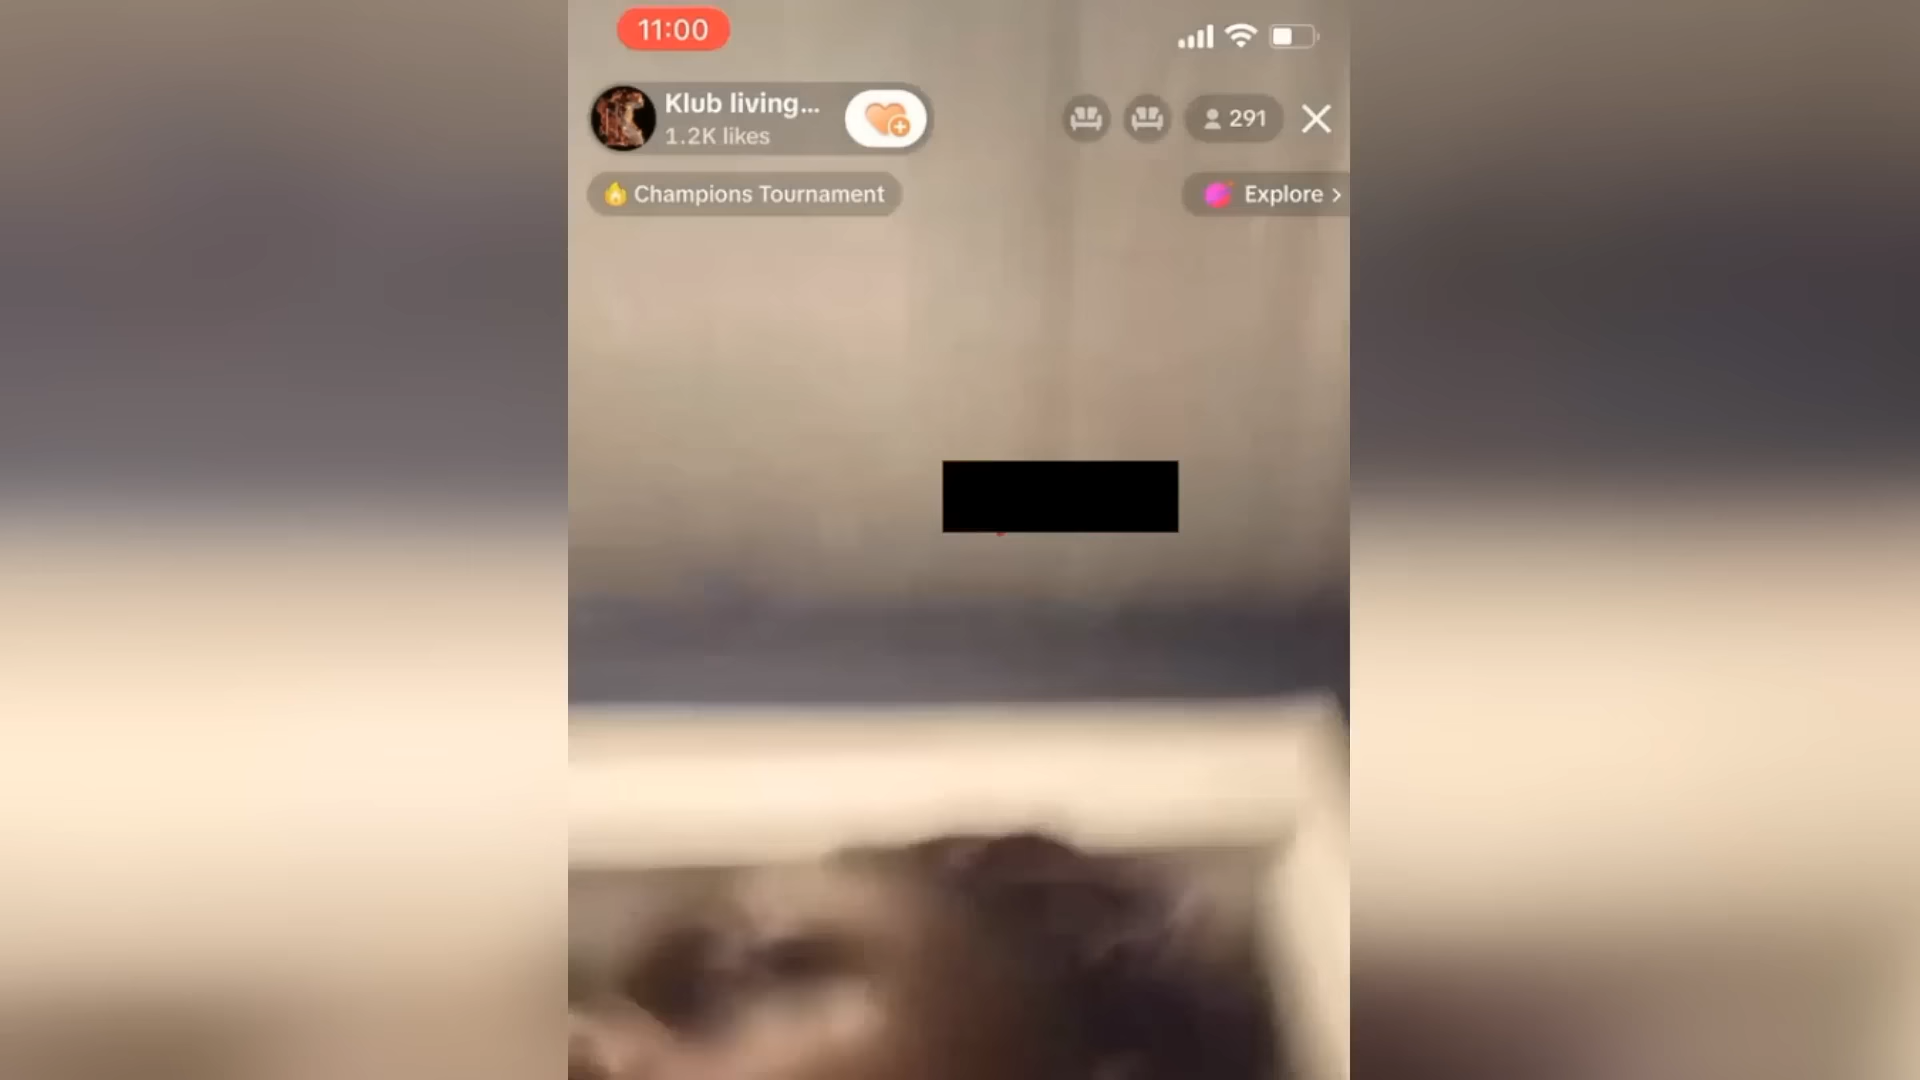 11:00
Klub living...
1.2K likes
291
Champions Tournament
Explore >